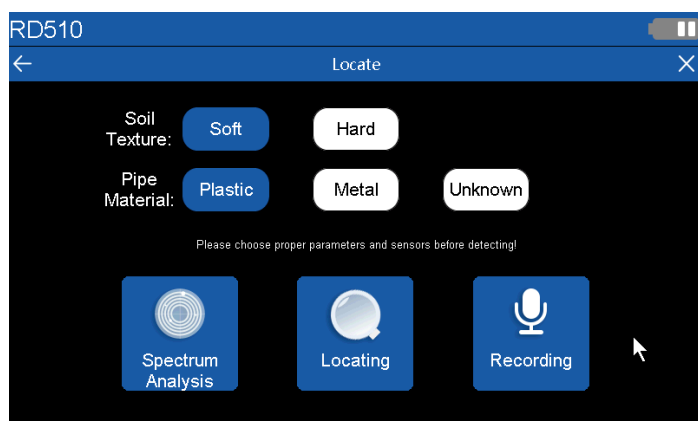 RD510
Locate
Soil
Texture:
Soft
Hard
Pipe
Material:
Plastic
Metal
Unknown
Please choose proper parameters and sensors before detecting!
Spectrum
Analysis
Locating
Recording